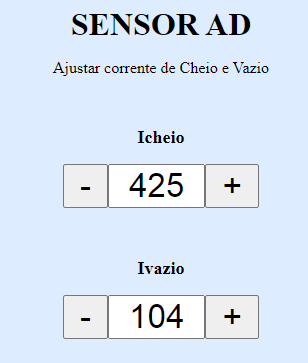 SENSOR AD
Ajustar corrente de Cheio e Vazio
Icheio
- 425 +
Ivazio
- 104 +